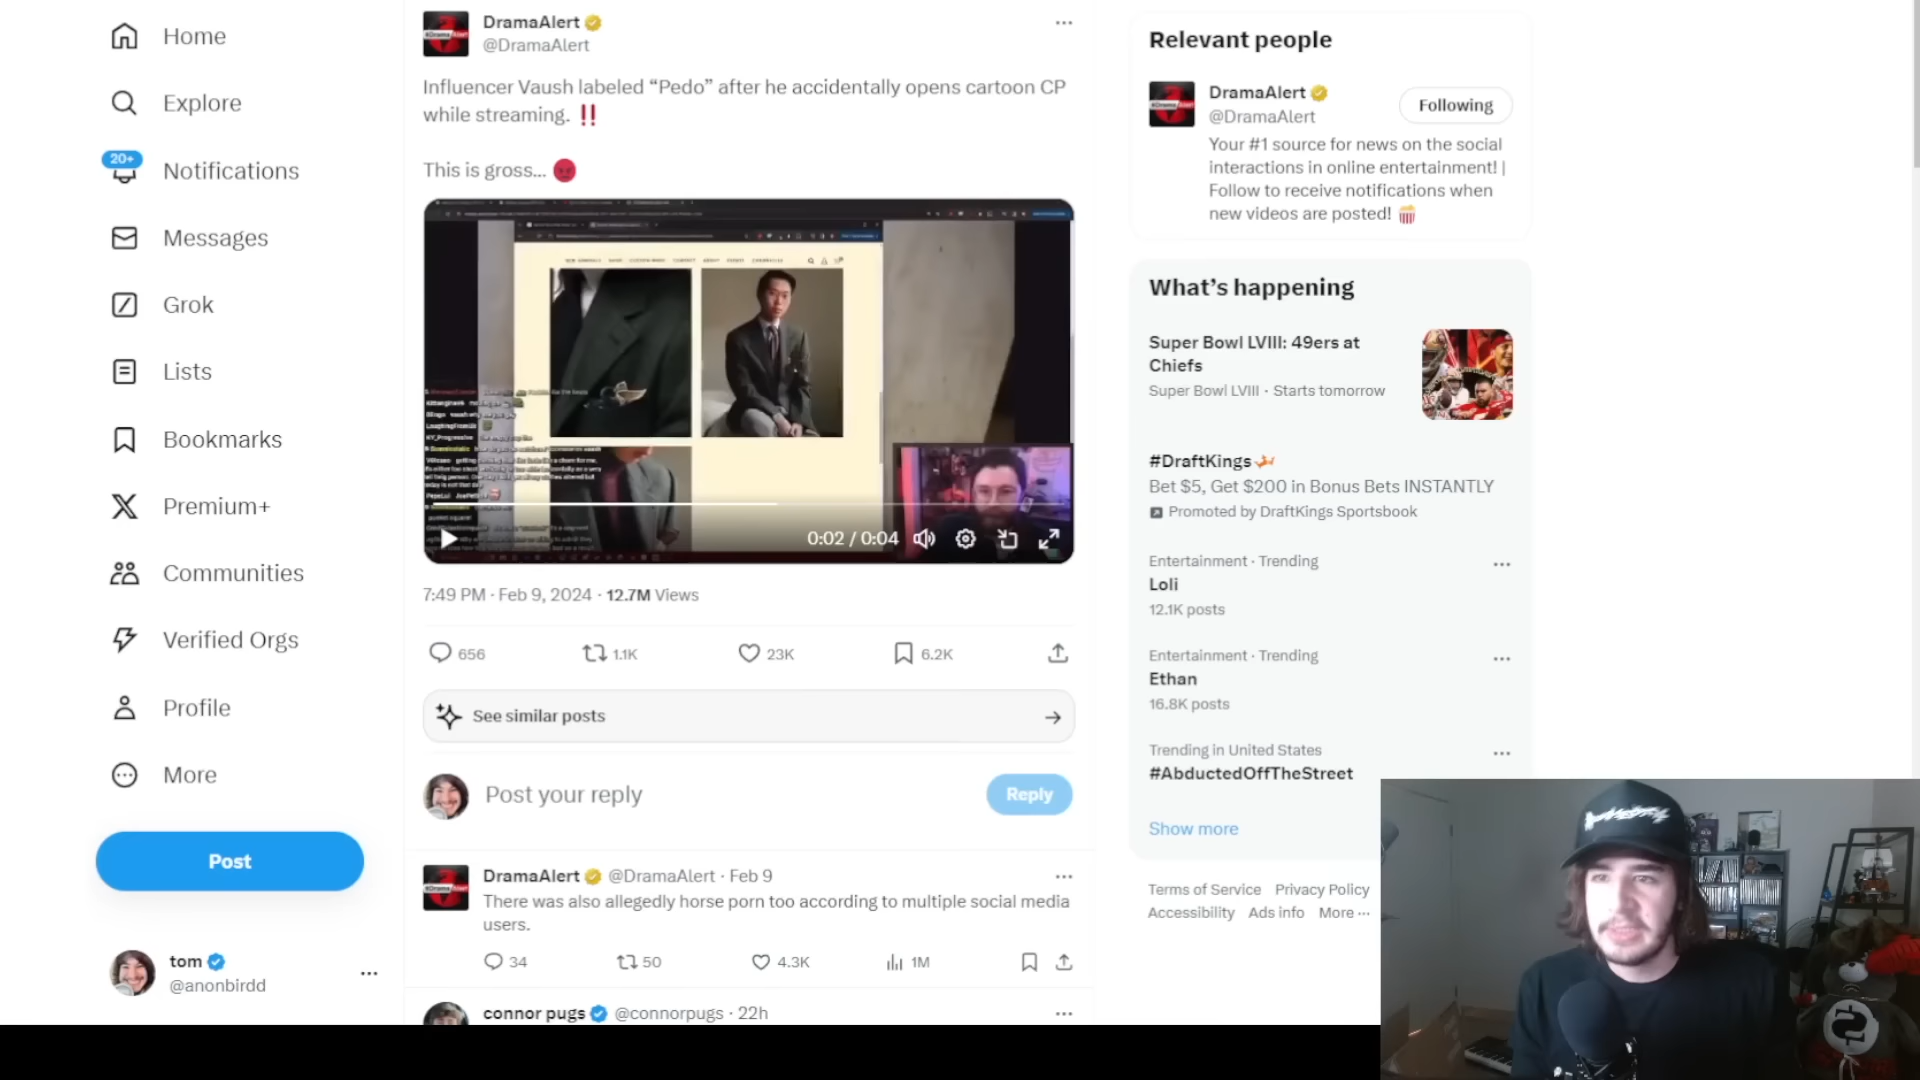 Home
Explore
20+
Notifications
Messages
Grok
Lists
Bookmarks
Premium+
Communities
Verified Orgs
Profile
More
Post
tom
@anonbirdd
DramaAlert
@DramaAlert
Influencer Vaush labeled “Pedo” after he accidentally opens cartoon CP
while streaming. ‼️
This is gross... 😡
0:02 / 0:04
7:49 PM · Feb 9, 2024 · 12.7M Views
656
1.1K
23K
6.2K
See similar posts
Post your reply
Reply
DramaAlert @DramaAlert · Feb 9
There was also allegedly horse porn too according to multiple social media
users.
34
50
4.3K
1M
connor pugs @connorpugs · 22h
Relevant people
DramaAlert
@DramaAlert
Following
Your #1 source for news on the social
interactions in online entertainment! |
Follow to receive notifications when
new videos are posted! 🍿
What’s happening
Super Bowl LVIII: 49ers at
Chiefs
Super Bowl LVIII · Starts tomorrow
#DraftKings
Bet $5, Get $200 in Bonus Bets INSTANTLY
Promoted by DraftKings Sportsbook
Entertainment · Trending
Loli
12.1K posts
Entertainment · Trending
Ethan
16.8K posts
Trending in United States
#AbductedOffTheStreet
Show more
Terms of Service Privacy Policy
Accessibility Ads info More ...